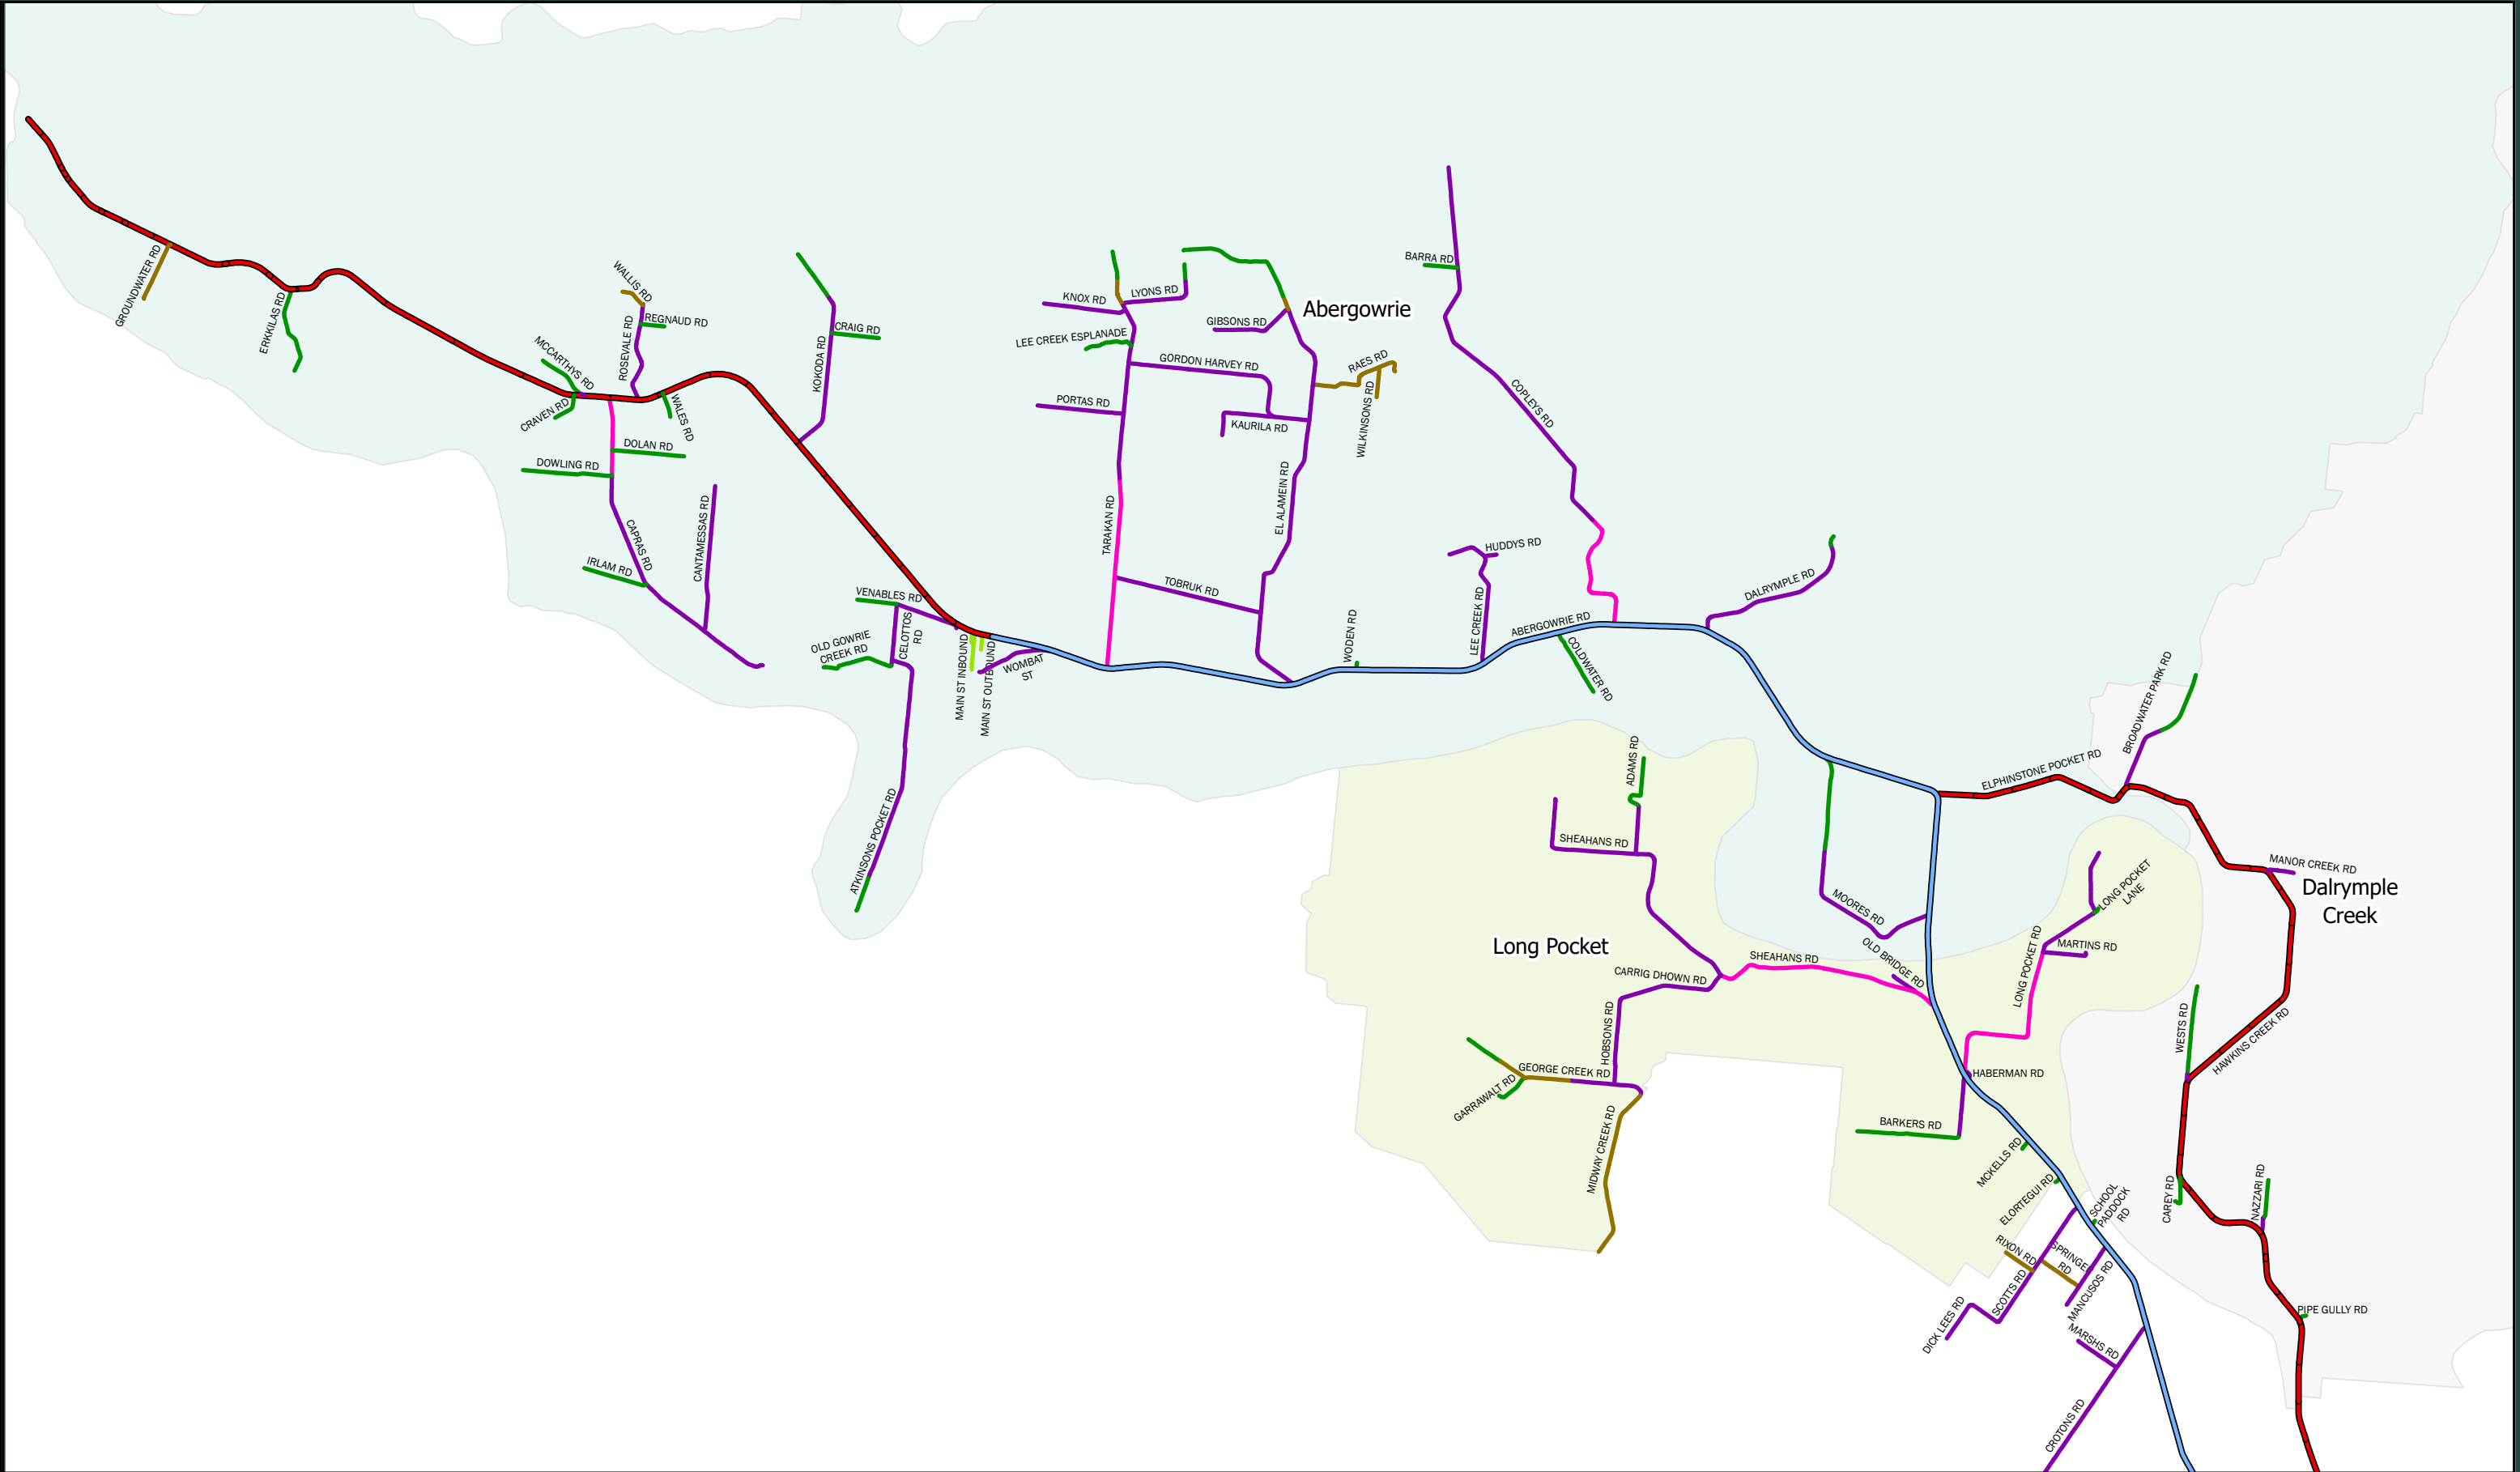 GROUNDWATER RD
ERKKILAS RD
WALLIS RD
REGNAUD RD
ROSEVALE RD
MCCARTHYS RD
CRAVEN RD
WALES RD
DOLAN RD
DOWLING RD
CAPRAS RD
IRLAM RD
CANTAMESSAS RD
KOKODA RD
CRAIG RD
VENABLES RD
CELOTTOS
RD
OLD GOWRIE
CREEK RD
MAIN ST INBOUND
MAIN ST OUTBOUND
WOMBAT
ST
ATKINSONS POCKET RD
KNOX RD
LYONS RD
LEE CREEK ESPLANADE
GIBSONS RD
Abergowrie
GORDON HARVEY RD
RAES RD
WILKINSONS RD
PORTAS RD
KAURILA RD
TARAKAN RD
EL ALAMEIN RD
TOBRUK RD
BARRA RD
COPLEYS RD
HUDDYS RD
LEE CREEK RD
WODEN RD
ABERGOWRIE RD
COLDWATER RD
DALRYMPLE RD
BROADWATER PARK RD
ELPHINSTONE POCKET RD
MANOR CREEK RD
Dalrymple
Creek
ADAMS RD
SHEAHANS RD
Long Pocket
MOORES RD
OLD BRIDGE RD
SHEAHANS RD
CARRIG DHOWN RD
HOBSONS RD
GEORGE CREEK RD
GARRAWALT RD
MIDWAY CREEK RD
LONG POCKET
LANE
MARTINS RD
LONG POCKET RD
WESTS RD
HAWKINS CREEK RD
HABERMAN RD
BARKERS RD
MCKELLS RD
ELORTEGUI RD
SCHOOL
PADDOCK
RD
CAREY RD
NAZZARI RD
RIXON RD
SPRINGE
RD
SCOTTS RD
MANCUSOS RD
DICK LEES RD
MARSHS RD
PIPE GULLY RD
CROTONS RD